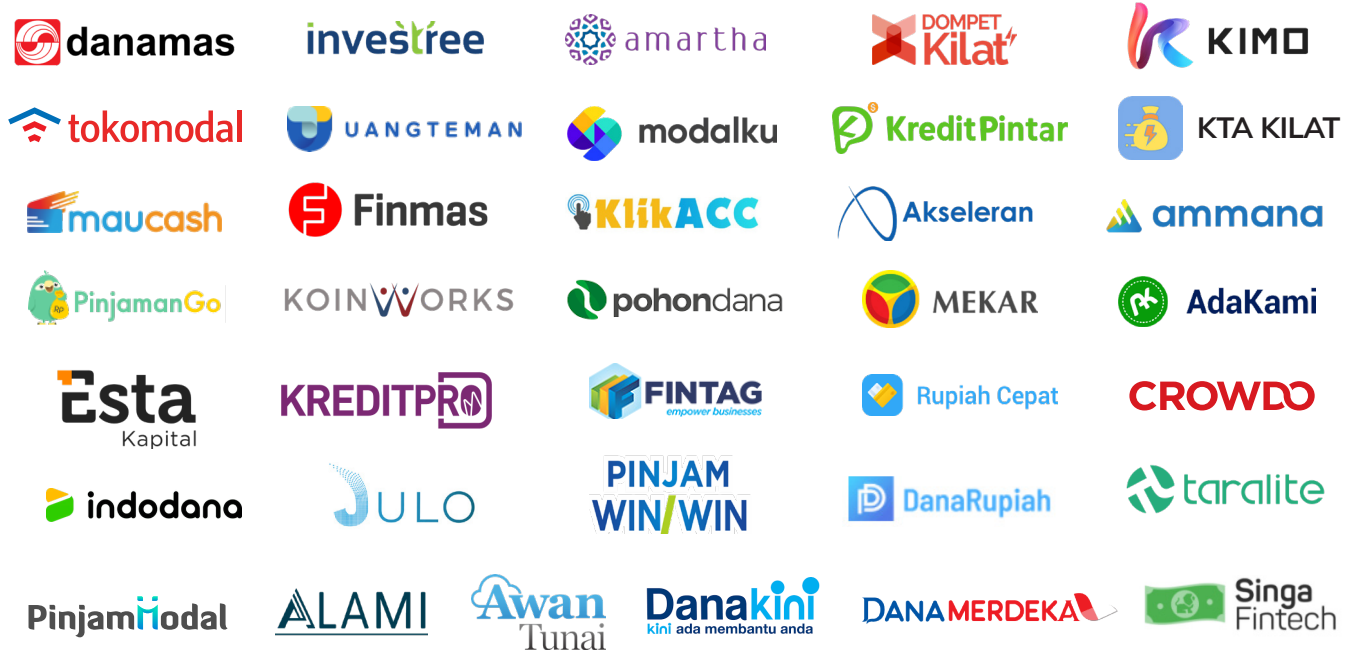 danamas
investree
amartha
DOMPET
Kilat
KIMO
tokomodal
UANGTEMAN
modalku
KreditPintar
KTA KILAT
maucash
Finmas
KlikACC
Akseleran
ammana
PinjamanGo
RP
KOINWORKS
pohondana
MEKAR
AdaKami
Esta
Kapital
KREDITPRO
FINTAG
empower businesses
Rupiah Cepat
CROWDO
indodana
JULO
PINJAM
WIN/WIN
DanaRupiah
taralite
PinjamModal
ALAMI
Awan
Tunai
Danakini
kini ada membantu anda
DANAMERDEKA
Singa
Fintech